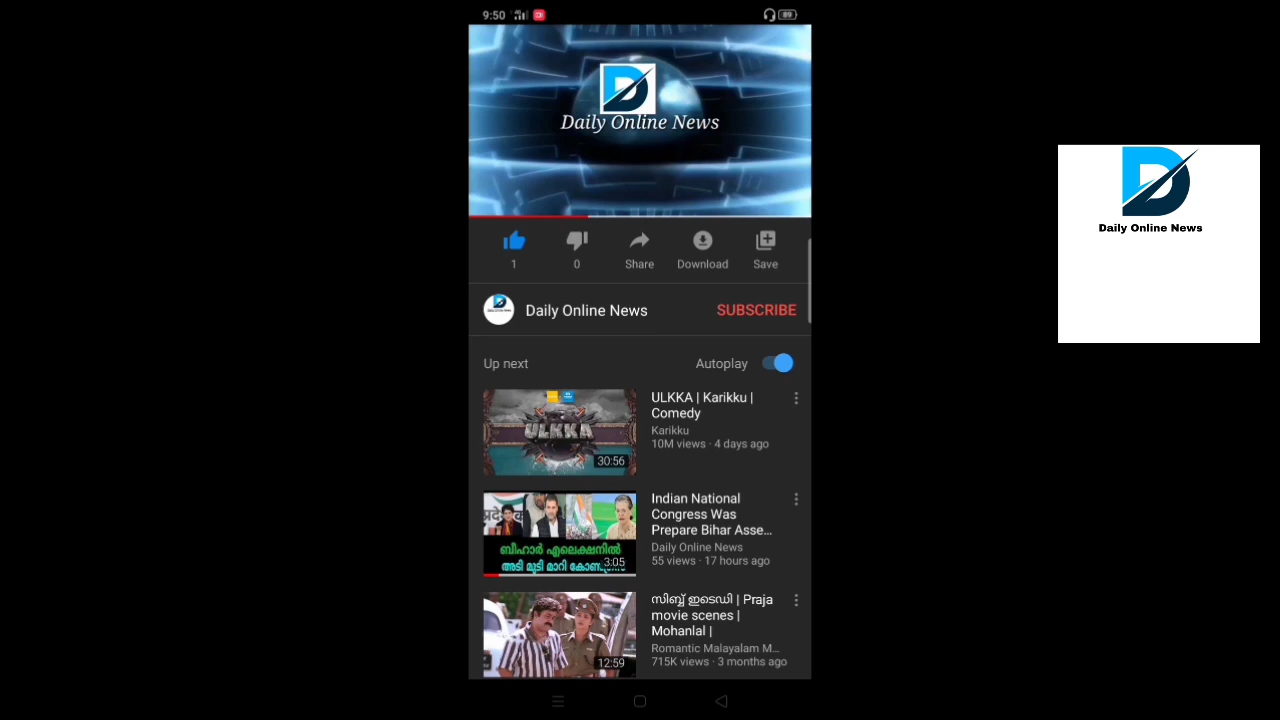 9:50
89
Daily Online News
1
0
Share
Download
Save
Daily Online News
SUBSCRIBE
Up next
Autoplay
ULKKA
30:56
ULKKA | Karikku |
Comedy
Karikku
10M views · 4 days ago
ബീഹാർ എലെക്ഷനിൽ
അടി മുടി മാറി
3:05
Indian National
Congress Was
Prepare Bihar Asse...
Daily Online News
55 views · 17 hours ago
12:59
സിബ്ബ് ഇടെഡി | Praja
movie scenes |
Mohanlal |
Romantic Malayalam M...
715K views · 3 months ago
Daily Online News